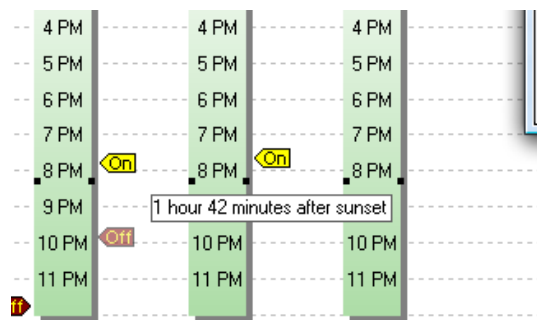 4 PM 4 PM 4 PM
5 PM 5 PM 5 PM
6 PM 6 PM 6 PM
7 PM 7 PM 7 PM
8 PM On 8 PM On 8 PM
9 PM 1 hour 42 minutes after sunset
10 PM Off 10 PM 10 PM
11 PM 11 PM 11 PM
ff